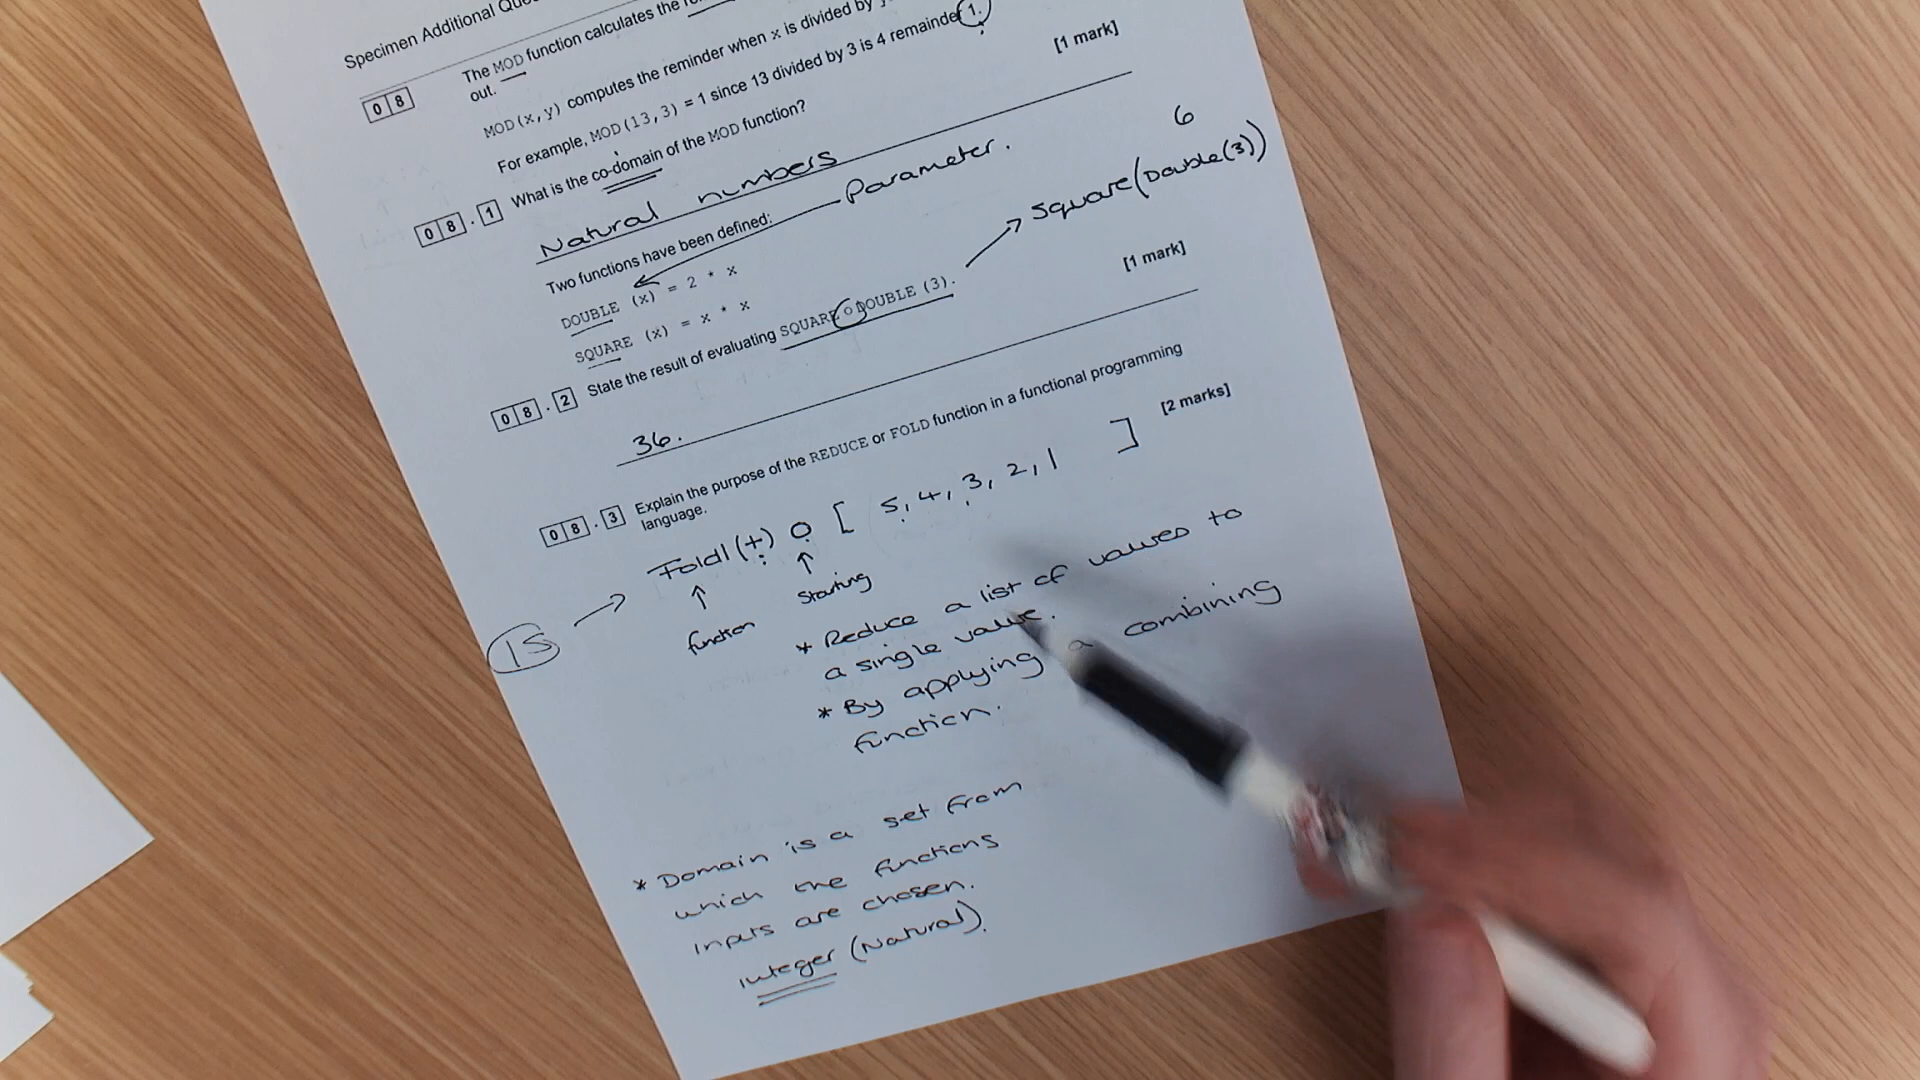 Specimen Additional
0 8 The MOD function calculates the
out.
MOD(x,y) computes the reminder when x is divided by
For example, MOD(13,3) = 1 since 13 divided by 3 is 4 remainder 1.
0 8 . 1 What is the co-domain of the MOD function?
[1 mark]
Natural numbers
Two functions have been defined:
Parameter.
DOUBLE (x) = 2 * x
SQUARE (x) = x * x
6
Square(Double(3))
0 8 . 2 State the result of evaluating SQUARE ○ DOUBLE (3).
[1 mark]
36.
0 8 . 3 Explain the purpose of the REDUCE or FOLD function in a functional programming
language.
[2 marks]
Foldl (+) 0 [ 5, 4, 3, 2, 1 ]
function
Starting
15
* Reduce a list of values to
a single value.
* By applying a combining
function.
* Domain is a set from
which the functions
inputs are chosen.
integer (Natural).